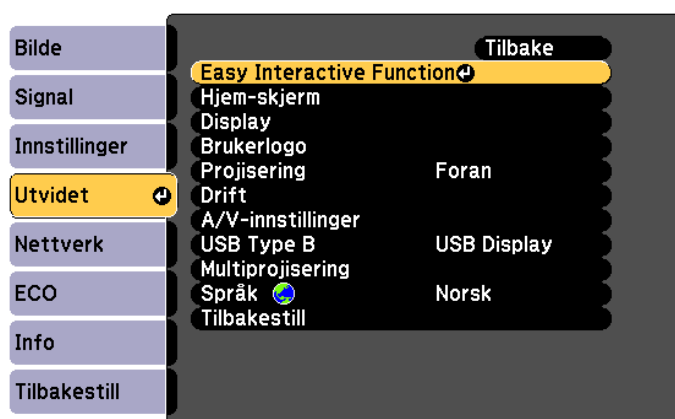 Bilde
Signal
Innstillinger
Utvidet
Nettverk
ECO
Info
Tilbakestill
Tilbake
Easy Interactive Function
Hjem-skjerm
Display
Brukerlogo
Projisering Foran
Drift
A/V-innstillinger
USB Type B USB Display
Multiprojisering
Språk Norsk
Tilbakestill